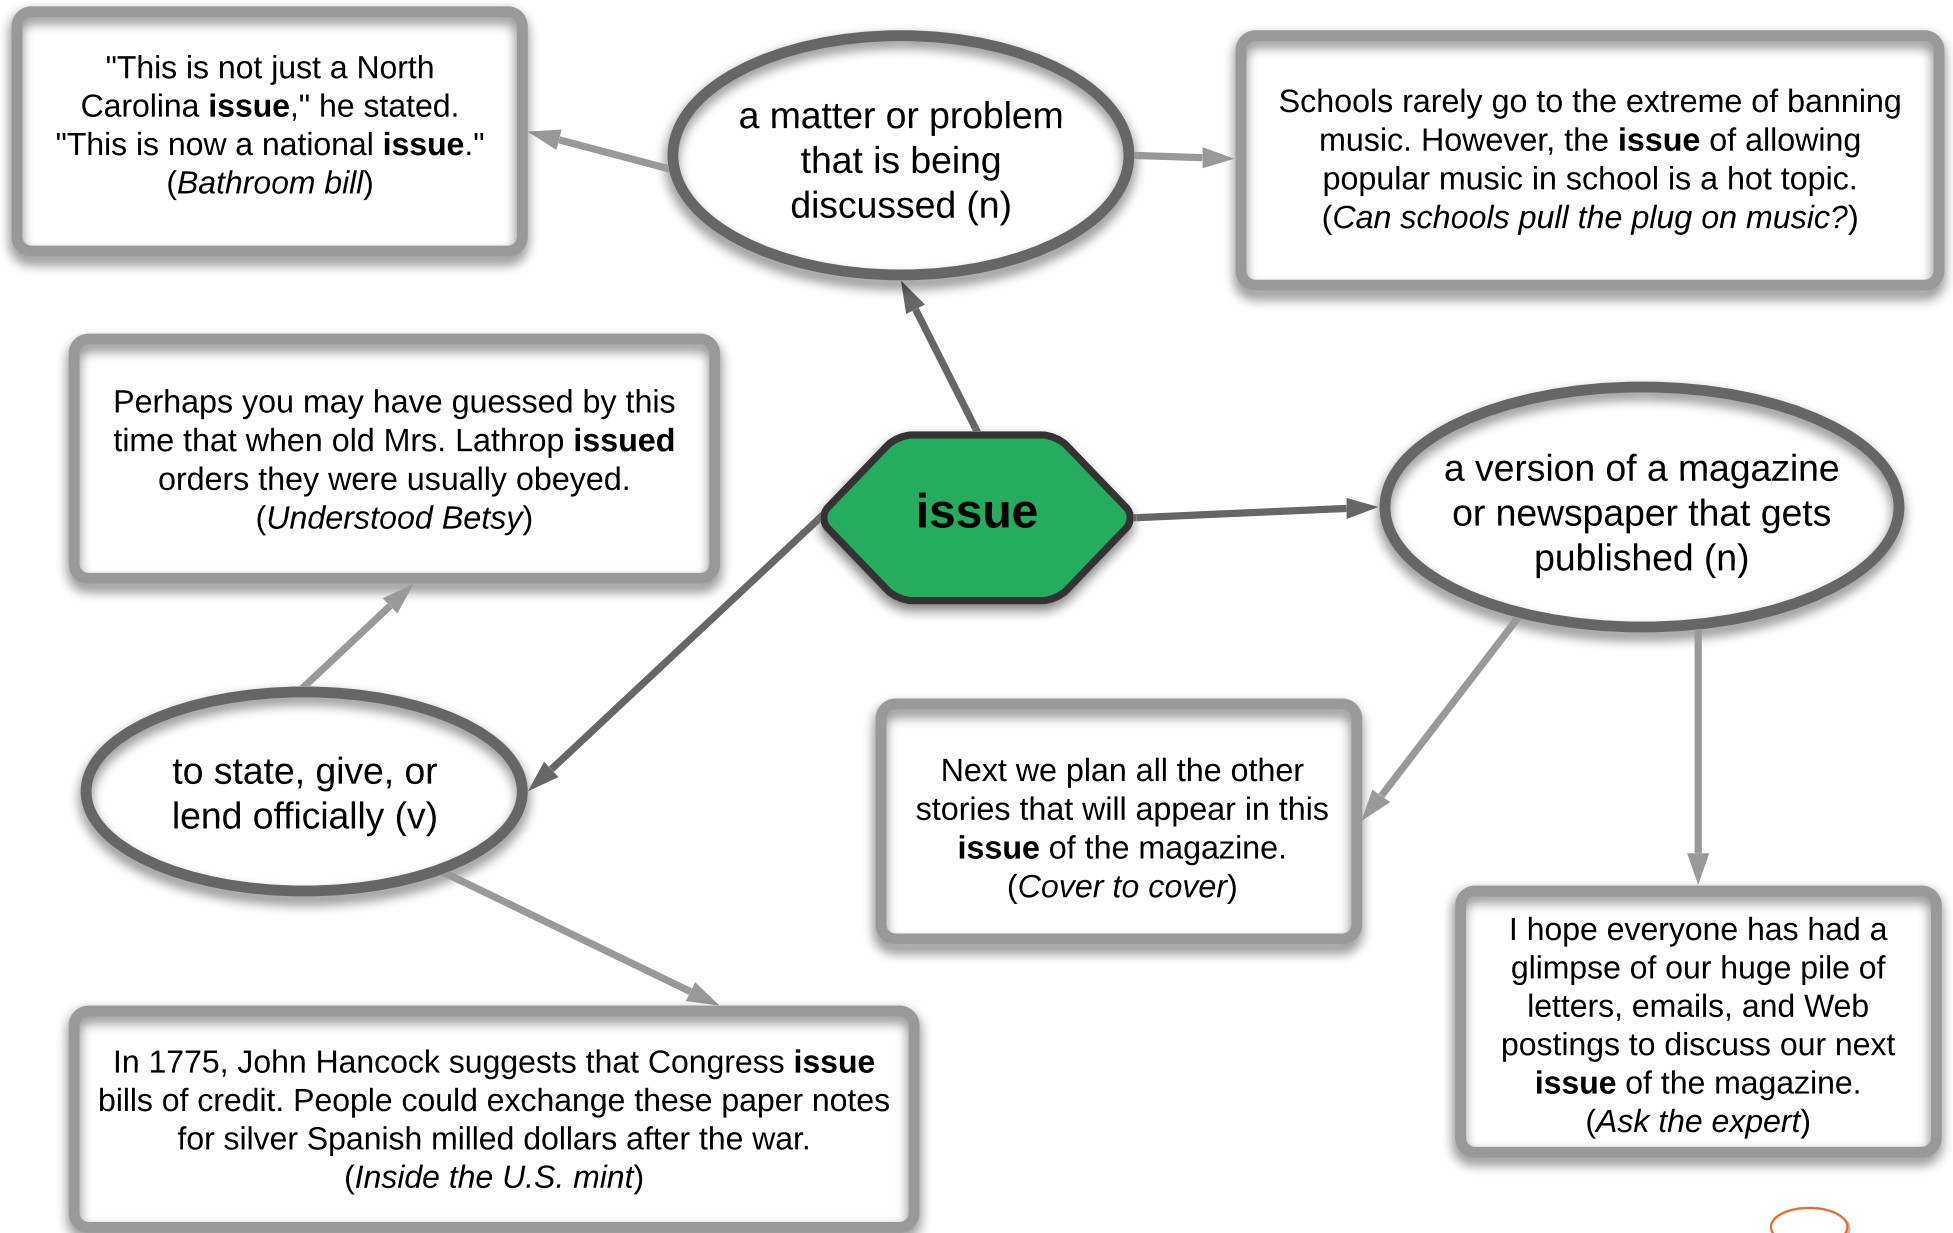 "This is not just a North
Carolina issue," he stated.
"This is now a national issue."
(Bathroom bill)
a matter or problem
that is being
discussed (n)
Schools rarely go to the extreme of banning
music. However, the issue of allowing
popular music in school is a hot topic.
(Can schools pull the plug on music?)
Perhaps you may have guessed by this
time that when old Mrs. Lathrop issued
orders they were usually obeyed.
(Understood Betsy)
issue
a version of a magazine
or newspaper that gets
published (n)
to state, give, or
lend officially (v)
Next we plan all the other
stories that will appear in this
issue of the magazine.
(Cover to cover)
I hope everyone has had a
glimpse of our huge pile of
letters, emails, and Web
postings to discuss our next
issue of the magazine.
(Ask the expert)
In 1775, John Hancock suggests that Congress issue
bills of credit. People could exchange these paper notes
for silver Spanish milled dollars after the war.
(Inside the U.S. mint)